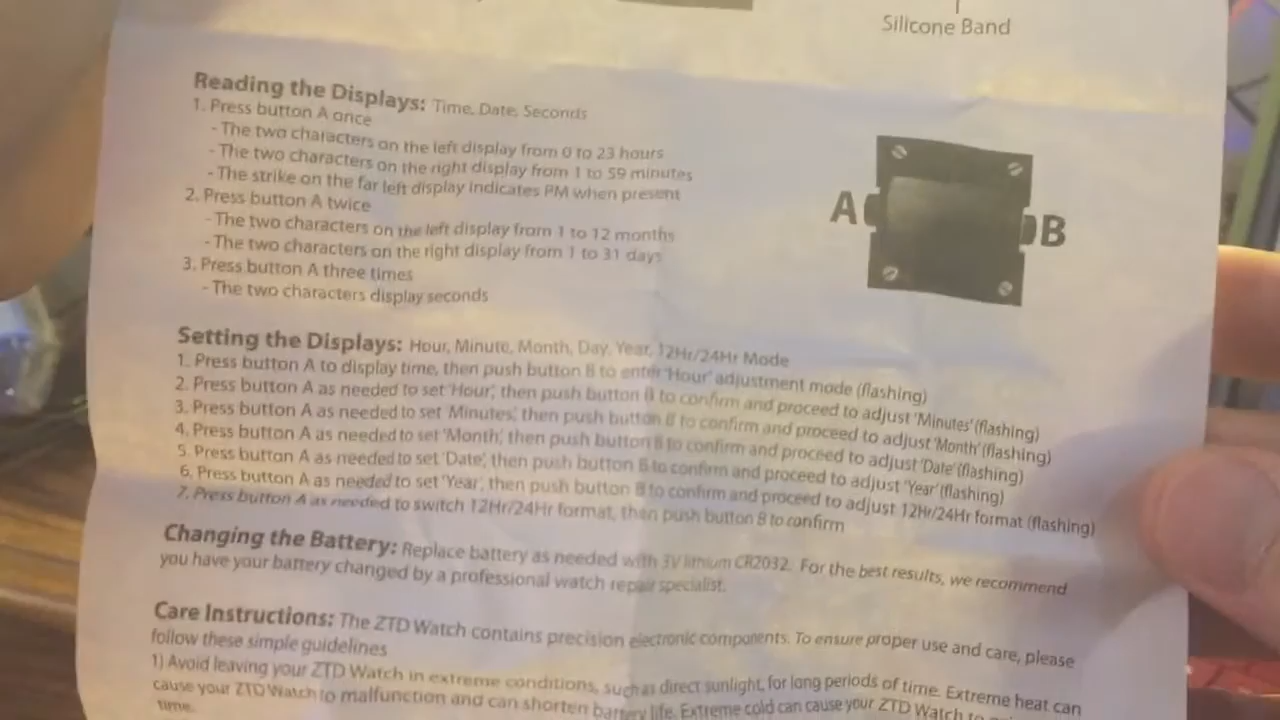 Silicone Band
Reading the Displays: Time, Date, Seconds
1. Press button A once
- The two characters on the left display from 0 to 23 hours
- The two characters on the right display from 1 to 59 minutes
- The strike on the far left display indicates PM when present
2. Press button A twice
- The two characters on the left display from 1 to 12 months
- The two characters on the right display from 1 to 31 days
3. Press button A three times
- The two characters display seconds
A
B
Setting the Displays: Hour, Minute, Month, Day, Year, 12Hr/24Hr Mode
1. Press button A to display time, then push button B to enter 'Hour' adjustment mode (flashing)
2. Press button A as needed to set 'Hour', then push button B to confirm and proceed to adjust 'Minutes' (flashing)
3. Press button A as needed to set 'Minutes', then push button B to confirm and proceed to adjust 'Month' (flashing)
4. Press button A as needed to set 'Month', then push button B to confirm and proceed to adjust 'Date' (flashing)
5. Press button A as needed to set 'Date', then push button B to confirm and proceed to adjust 'Year' (flashing)
6. Press button A as needed to set 'Year', then push button B to confirm and proceed to adjust 12Hr/24Hr format (flashing)
7. Press button A as needed to switch 12Hr/24Hr format, then push button B to confirm
Changing the Battery: Replace battery as needed with 3V lithium CR2032. For the best results, we recommend
you have your battery changed by a professional watch repair specialist.
Care Instructions: The ZTD Watch contains precision electronic components. To ensure proper use and care, please
follow these simple guidelines
1) Avoid leaving your ZTD Watch in extreme conditions, such as direct sunlight, for long periods of time. Extreme heat can
cause your ZTD Watch to malfunction and can shorten battery life. Extreme cold can cause your ZTD Watch to
time.